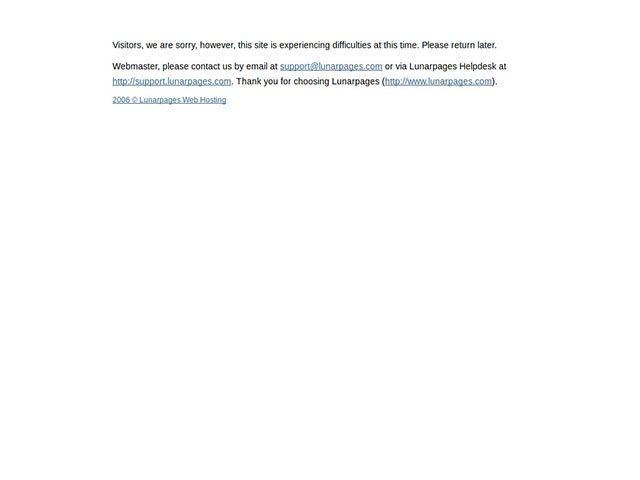 Visitors, we are sorry, however, this site is experiencing difficulties at this time. Please return later.
Webmaster, please contact us by email at support@lunarpages.com or via Lunarpages Helpdesk at
http://support.lunarpages.com. Thank you for choosing Lunarpages (http://www.lunarpages.com).
2006 © Lunarpages Web Hosting